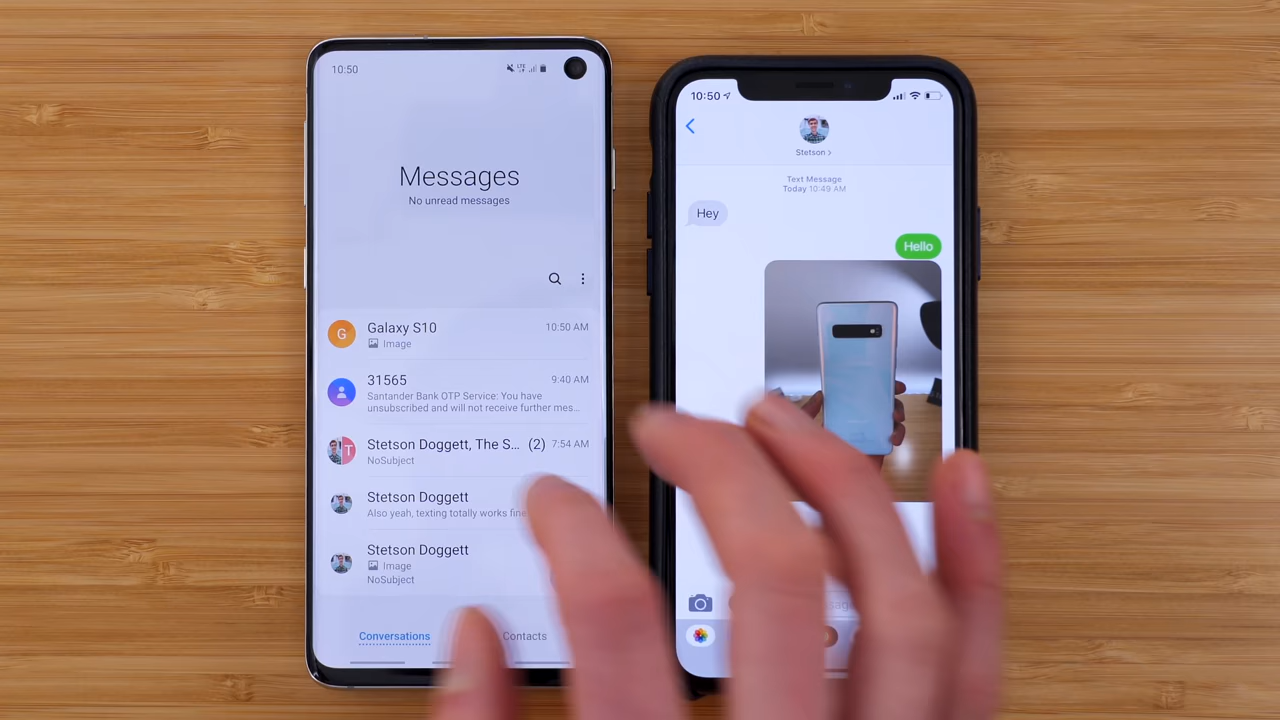 10:50
LTE
Messages
No unread messages
G
Galaxy S10
10:50 AM
Image
31565
9:40 AM
Santander Bank OTP Service: You have
unsubscribed and will not receive further mes...
T
Stetson Doggett, The S... (2)
7:54 AM
NoSubject
Stetson Doggett
Also yeah, texting totally works fine
Stetson Doggett
Image
NoSubject
Conversations
Contacts
10:50
Stetson >
Text Message
Today 10:49 AM
Hey
Hello